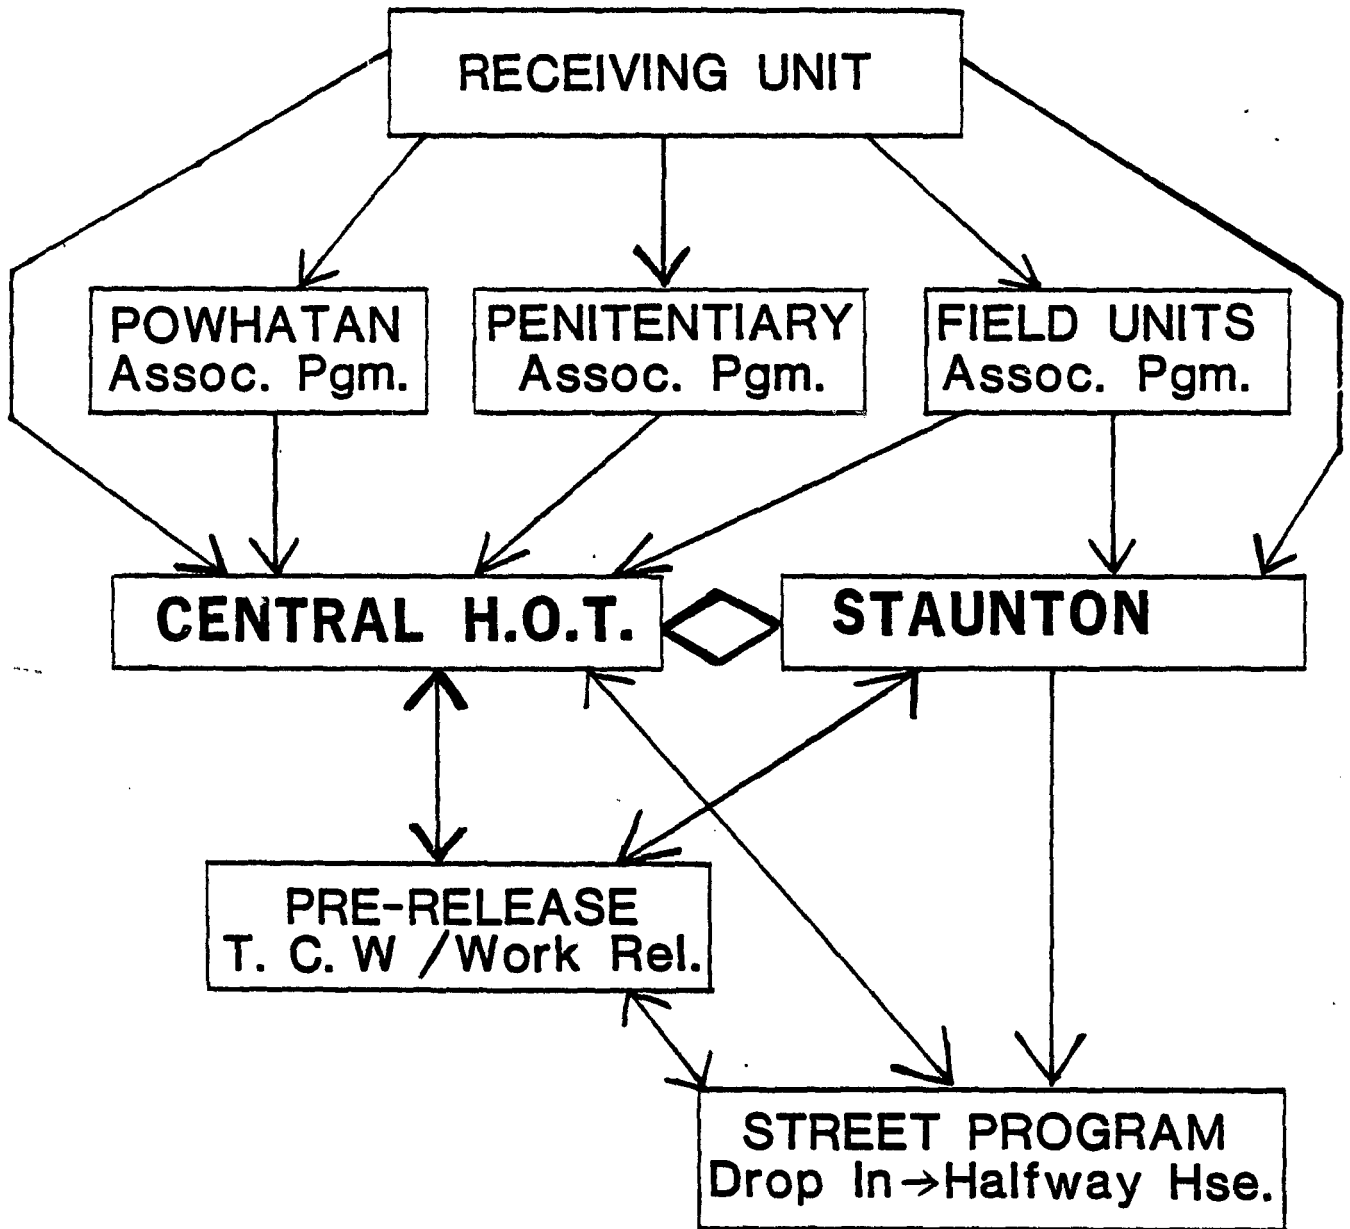 RECEIVING UNIT
POWHATAN
Assoc. Pgm.
PENITENTIARY
Assoc. Pgm.
FIELD UNITS
Assoc. Pgm.
CENTRAL H.O.T.
STAUNTON
PRE-RELEASE
T. C. W /Work Rel.
STREET PROGRAM
Drop In→Halfway Hse.